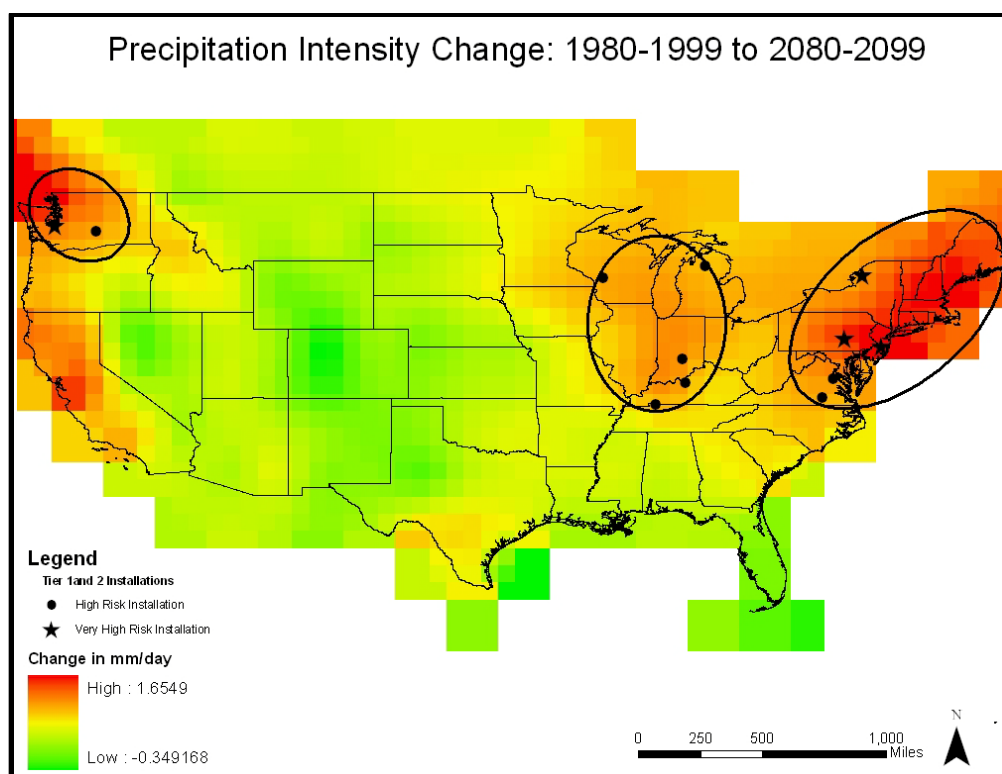 Precipitation Intensity Change: 1980-1999 to 2080-2099
Legend
Tier 1and 2 Installations
High Risk Installation
Very High Risk Installation
Change in mm/day
High : 1.6549
Low : -0.349168
N
0 250 500 1,000
Miles